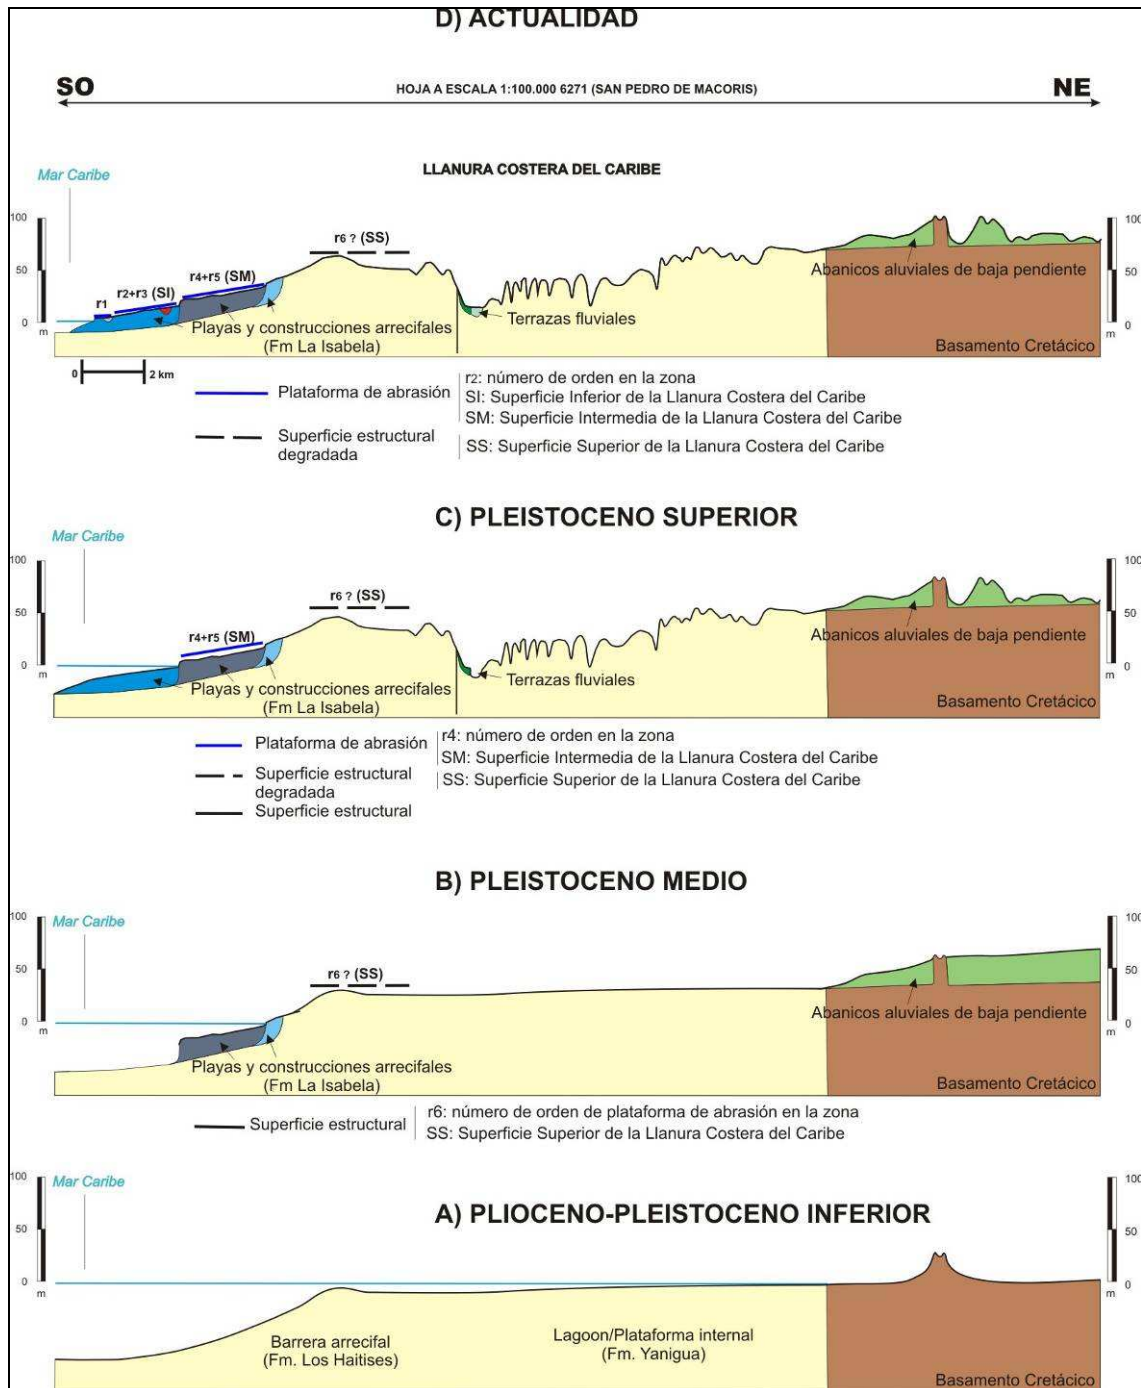 D) ACTUALIDAD
SO
HOJA A ESCALA 1:100.000 6271 (SAN PEDRO DE MACORIS)
NE
LLANURA COSTERA DEL CARIBE
Mar Caribe
100
50
0
m
r1
r2+r3 (SI)
r4+r5 (SM)
r6 ? (SS)
100
50
0
m
Abanicos aluviales de baja pendiente
Playas y construcciones arrecifales
(Fm La Isabela)
Terrazas fluviales
Basamento Cretácico
0
2 km
Plataforma de abrasión
r2: número de orden en la zona
SI: Superficie Inferior de la Llanura Costera del Caribe
SM: Superficie Intermedia de la Llanura Costera del Caribe
Superficie estructural
degradada
SS: Superficie Superior de la Llanura Costera del Caribe
C) PLEISTOCENO SUPERIOR
Mar Caribe
100
50
0
m
r4+r5 (SM)
r6 ? (SS)
100
50
0
m
Abanicos aluviales de baja pendiente
Playas y construcciones arrecifales
(Fm La Isabela)
Terrazas fluviales
Basamento Cretácico
Plataforma de abrasión
r4: número de orden en la zona
SM: Superficie Intermedia de la Llanura Costera del Caribe
Superficie estructural
degradada
SS: Superficie Superior de la Llanura Costera del Caribe
Superficie estructural
B) PLEISTOCENO MEDIO
Mar Caribe
100
50
0
m
r6 ? (SS)
100
50
0
m
Abanicos aluviales de baja pendiente
Playas y construcciones arrecifales
(Fm La Isabela)
Basamento Cretácico
Superficie estructural
r6: número de orden de plataforma de abrasión en la zona
SS: Superficie Superior de la Llanura Costera del Caribe
A) PLIOCENO-PLEISTOCENO INFERIOR
Mar Caribe
100
50
0
m
100
50
0
m
Barrera arrecifal
(Fm. Los Haitises)
Lagoon/Plataforma internal
(Fm. Yanigua)
Basamento Cretácico